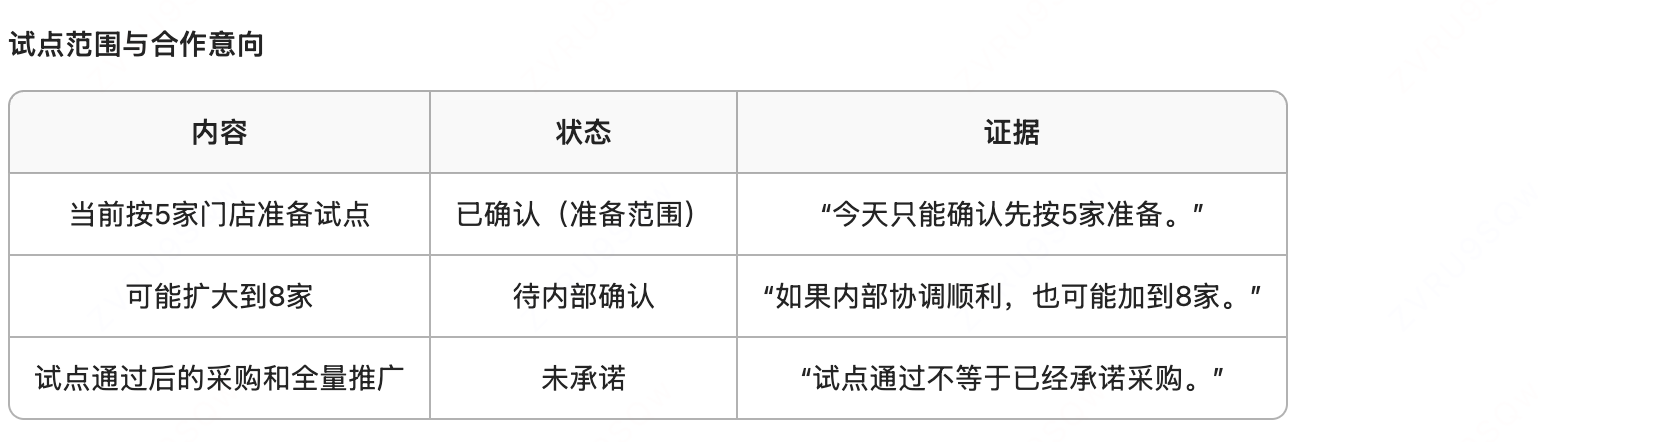 试点范围与合作意向
内容 状态 证据
当前按5家门店准备试点 已确认（准备范围） “今天只能确认先按5家准备。”
可能扩大到8家 待内部确认 “如果内部协调顺利，也可能加到8家。”
试点通过后的采购和全量推广 未承诺 “试点通过不等于已经承诺采购。”